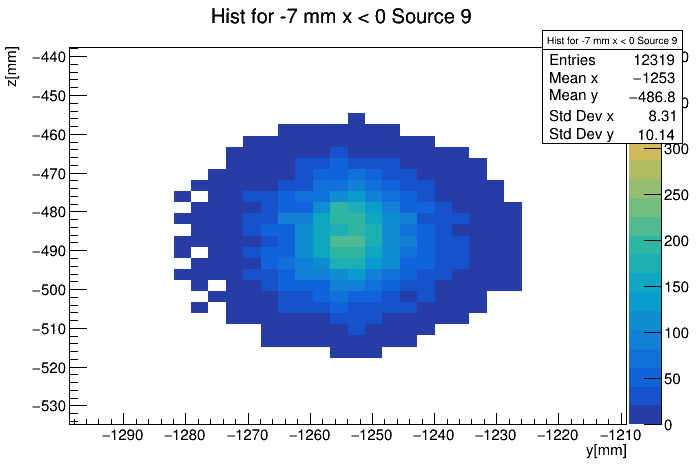 Hist for -7 mm x < 0 Source 9
Hist for -7 mm x < 0 Source 9
Entries 12319
Mean x −1253
Mean y −486.8
Std Dev x 8.31
Std Dev y 10.14
z[mm]
−440
−450
−460
−470
−480
−490
−500
−510
−520
−530
−1290
−1280
−1270
−1260
−1250
−1240
−1230
−1220
−1210
y[mm]
300
250
200
150
100
50
0